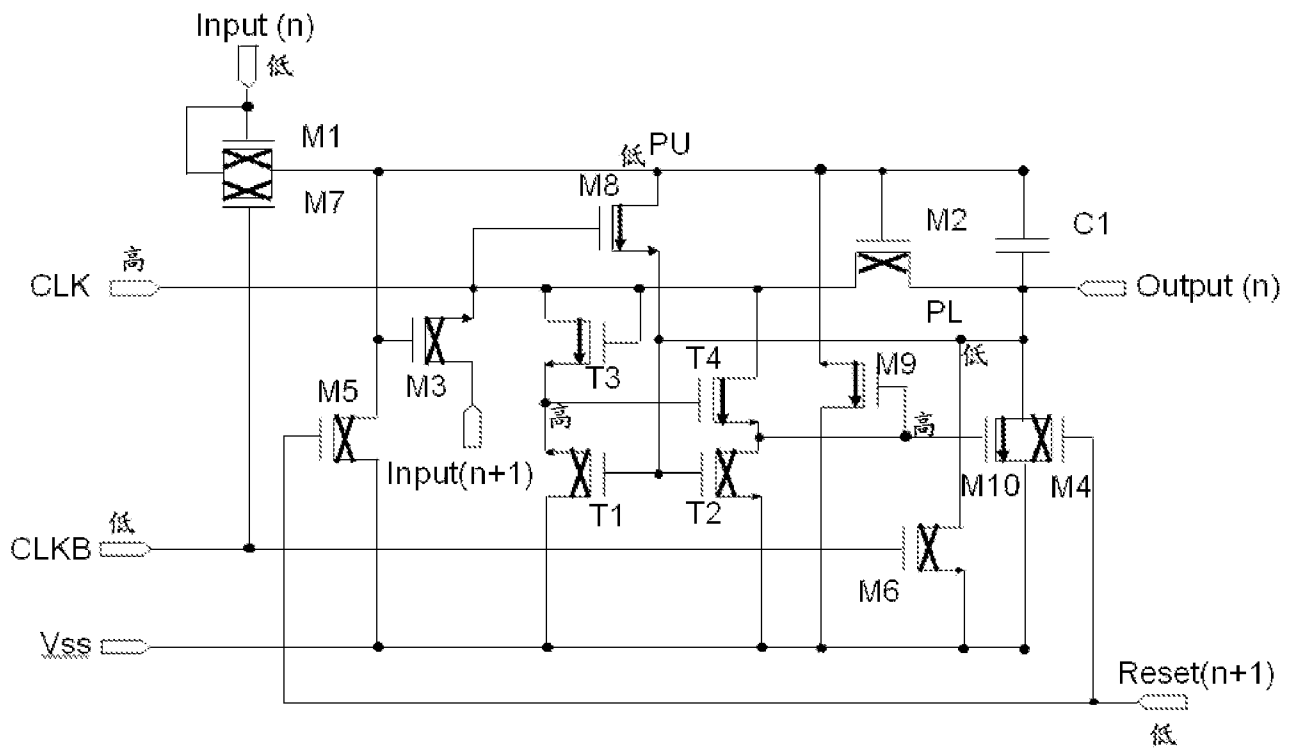 Input (n)
低
M1
低
PU
M7
M8
M2
C1
高
CLK
Output (n)
PL
低
M3
T3
T4
M9
M5
高
高
Input(n+1)
T1
T2
M10
M4
低
CLKB
M6
Vss
Reset(n+1)
低